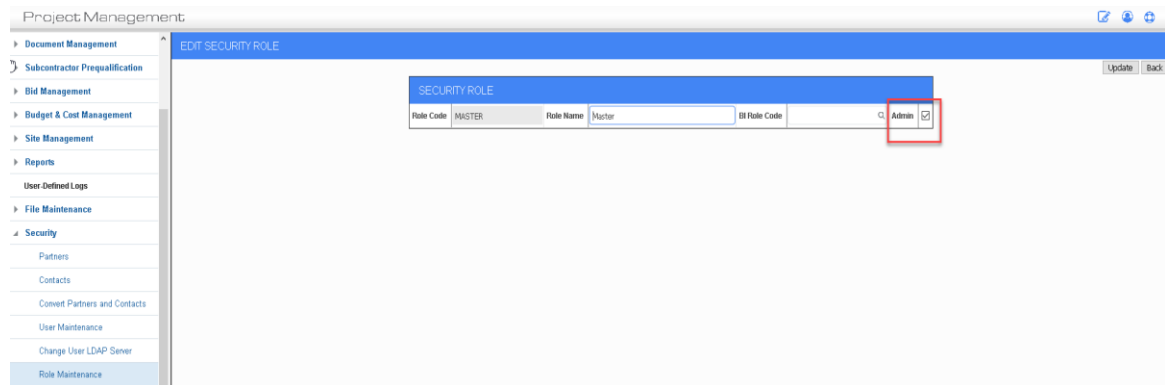 Project Management
Document Management
EDIT SECURITY ROLE
Subcontractor Prequalification
Update Back
Bid Management
SECURITY ROLE
Budget & Cost Management
Role Code MASTER Role Name Master BI Role Code Admin
Site Management
Reports
User-Defined Logs
File Maintenance
Security
Partners
Contacts
Convert Partners and Contacts
User Maintenance
Change User LDAP Server
Role Maintenance